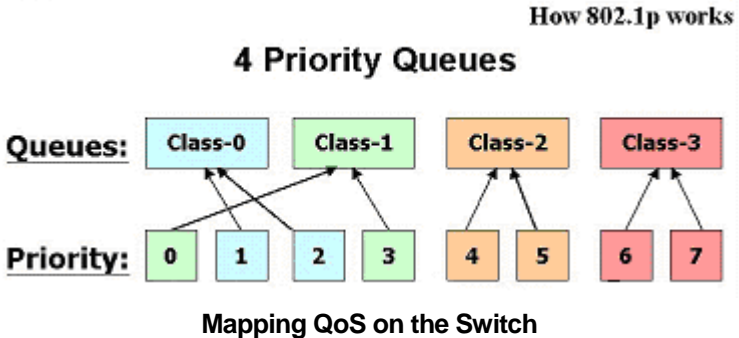 How 802.1p works
4 Priority Queues
Queues: Class-0 Class-1 Class-2 Class-3
Priority: 0 1 2 3 4 5 6 7
Mapping QoS on the Switch